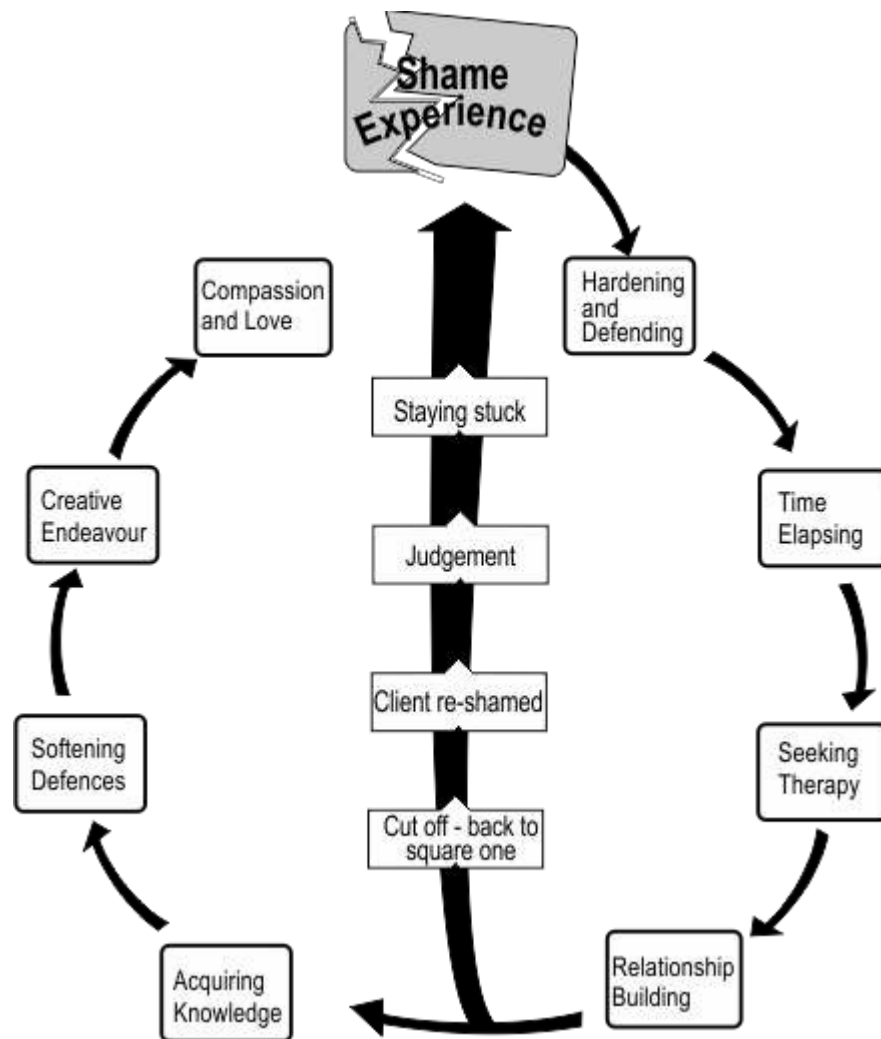 Shame
Experience
Hardening
and
Defending
Time
Elapsing
Seeking
Therapy
Relationship
Building
Acquiring
Knowledge
Softening
Defences
Creative
Endeavour
Compassion
and Love
Cut off - back to
square one
Client re-shamed
Judgement
Staying stuck